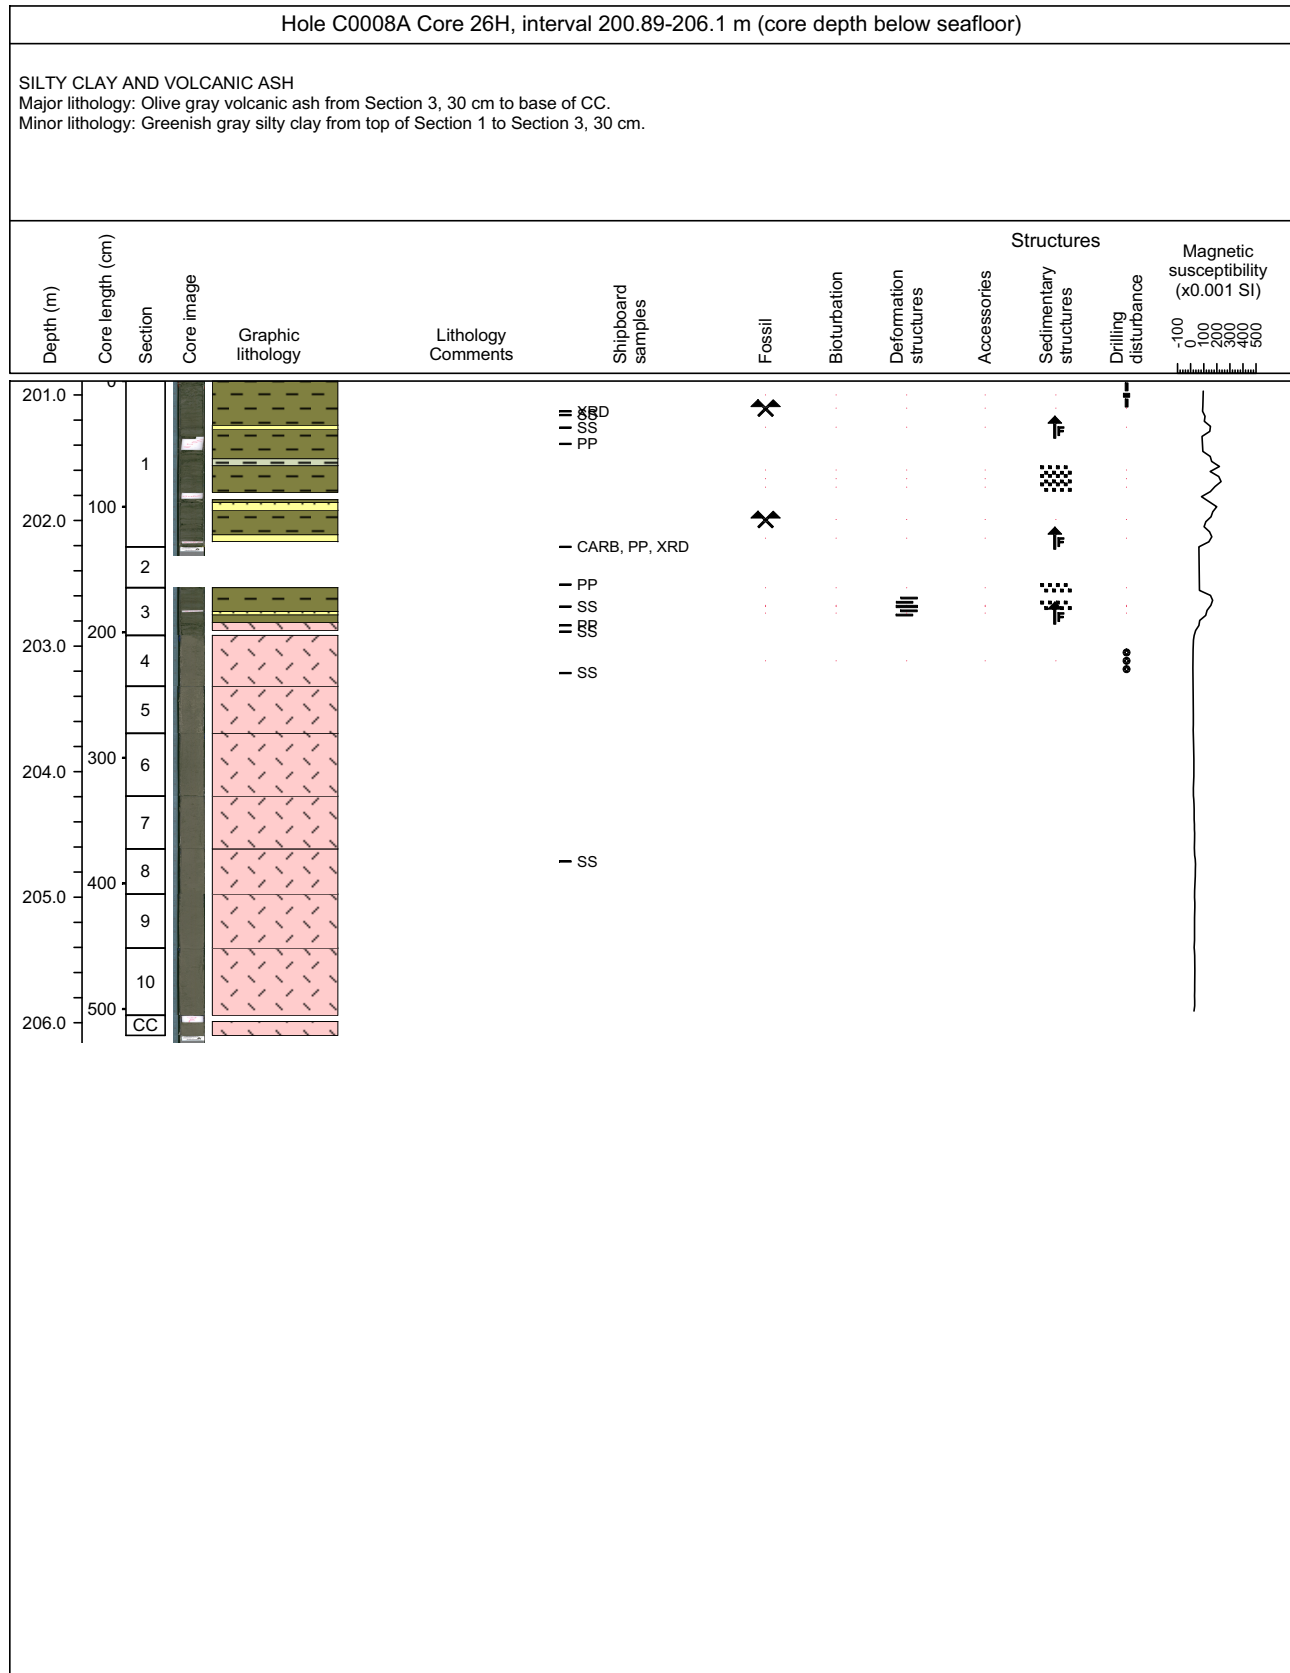 Hole C0008A Core 26H, interval 200.89-206.1 m (core depth below seafloor)
SILTY CLAY AND VOLCANIC ASH
Major lithology: Olive gray volcanic ash from Section 3, 30 cm to base of CC.
Minor lithology: Greenish gray silty clay from top of Section 1 to Section 3, 30 cm.
Depth (m)
Core length (cm)
Section
Core image
Graphic
lithology
Lithology
Comments
Shipboard
samples
Fossil
Bioturbation
Structures
Deformation
structures
Accessories
Sedimentary
structures
Drilling
disturbance
Magnetic
susceptibility
(x0.001 SI)
-100
0
100
200
300
400
500
0
201.0
XRD
SS
SS
PP
1
100
202.0
CARB, PP, XRD
2
PP
3
SS
PP
200
SS
203.0
4
SS
5
300
6
204.0
7
SS
8
400
205.0
9
10
500
206.0
CC